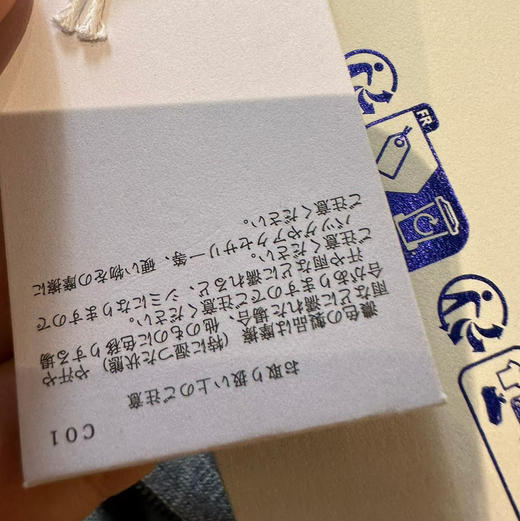 C01
お取り扱い上のご注意
濃色の製品は摩擦（特に湿った状態）や汗や
雨などに濡れた場合、他のものに色移りする場
合がありますのでご注意ください。
汗や雨などに濡れると、シミになりますので
ご注意ください。
バッグやアクセサリー等、硬い物との摩擦に
ご注意ください。
FR